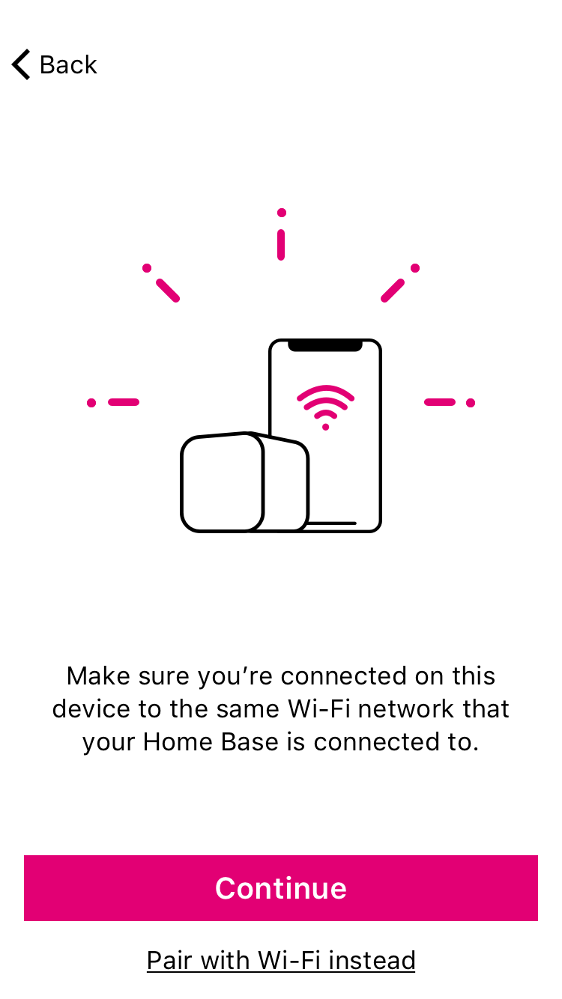 Back
Make sure you’re connected on this
device to the same Wi-Fi network that
your Home Base is connected to.
Continue
Pair with Wi-Fi instead